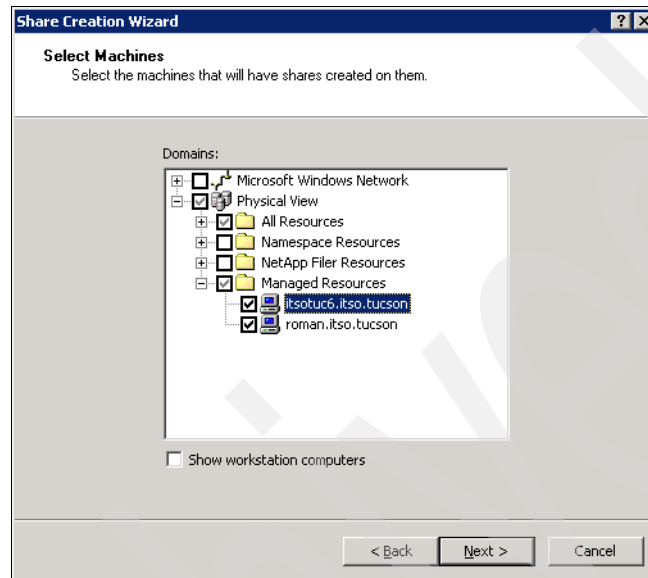 Share Creation Wizard
Select Machines
Select the machines that will have shares created on them.
Domains:
Microsoft Windows Network
Physical View
All Resources
Namespace Resources
NetApp Filer Resources
Managed Resources
itsotuc6.itso.tucson
roman.itso.tucson
Show workstation computers
< Back Next > Cancel